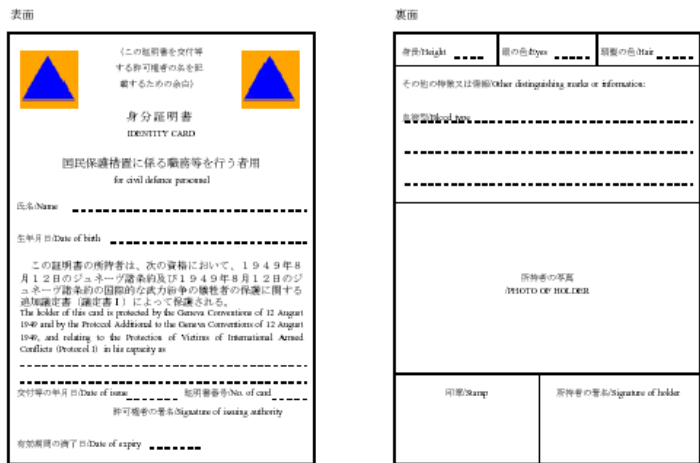 表面
(この証明書を交付等
する許可権者の名を記
載するための余白)
身分証明書
IDENTITY CARD
国民保護措置に係る職務等を行う者用
for civil defence personnel
氏名/Name
生年月日/Date of birth
この証明書の所持者は、次の資格において、1949年8
月12日のジュネーヴ諸条約及び1949年8月12日のジ
ュネーヴ諸条約の国際的な武力紛争の犠牲者の保護に関する
追加議定書(議定書I)によって保護される。
The holder of this card is protected by the Geneva Conventions of 12 August
1949 and by the Protocol Additional to the Geneva Conventions of 12 August
1949, and relating to the Protection of Victims of International Armed
Conflicts (Protocol I) in his capacity as
交付等の年月日/Date of issue 証明書番号/No. of card
許可権者の署名/Signature of issuing authority
有効期間の満了日/Date of expiry
裏面
身長/Height 眼の色/Eyes 頭髪の色/Hair
その他の特徴又は情報/Other distinguishing marks or information:
血液型/Blood type
所持者の写真
/PHOTO OF HOLDER
印章/Stamp 所持者の署名/Signature of holder